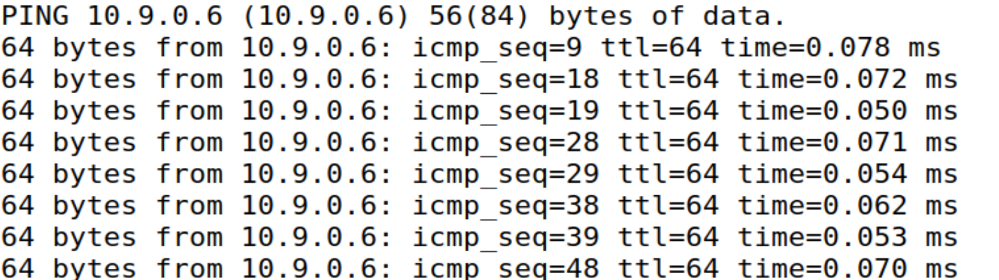 PING 10.9.0.6 (10.9.0.6) 56(84) bytes of data.
64 bytes from 10.9.0.6: icmp_seq=9 ttl=64 time=0.078 ms
64 bytes from 10.9.0.6: icmp_seq=18 ttl=64 time=0.072 ms
64 bytes from 10.9.0.6: icmp_seq=19 ttl=64 time=0.050 ms
64 bytes from 10.9.0.6: icmp_seq=28 ttl=64 time=0.071 ms
64 bytes from 10.9.0.6: icmp_seq=29 ttl=64 time=0.054 ms
64 bytes from 10.9.0.6: icmp_seq=38 ttl=64 time=0.062 ms
64 bytes from 10.9.0.6: icmp_seq=39 ttl=64 time=0.053 ms
64 bytes from 10.9.0.6: icmp_seq=48 ttl=64 time=0.070 ms